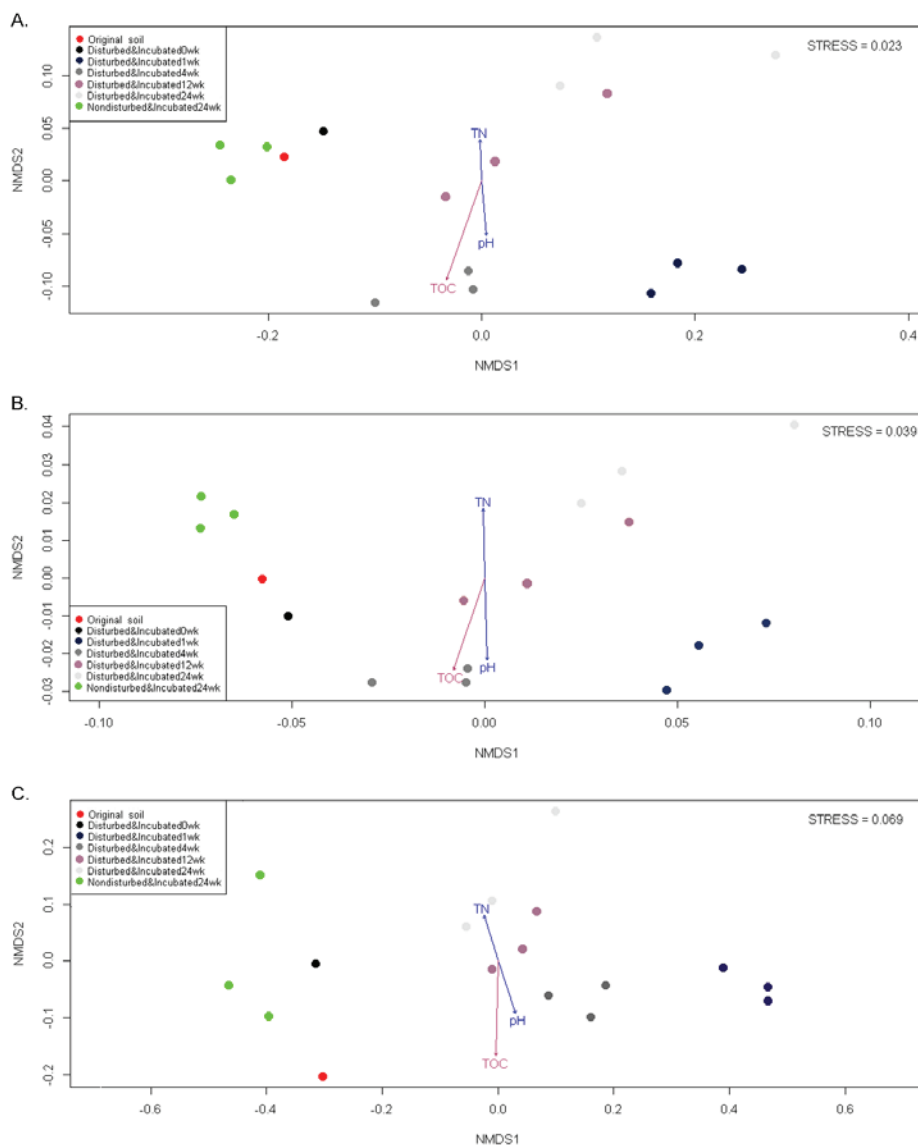 A.
Original soil
Disturbed&Incubated0wk
Disturbed&Incubated1wk
Disturbed&Incubated4wk
Disturbed&Incubated12wk
Disturbed&Incubated24wk
Nondisturbed&Incubated24wk
STRESS = 0.023
NMDS2
0.10
0.05
0.00
-0.05
-0.10
TN
pH
TOC
-0.2
0.0
0.2
0.4
NMDS1
B.
STRESS = 0.039
NMDS2
0.04
0.03
0.02
0.01
0.00
-0.01
-0.02
-0.03
TN
pH
TOC
Original soil
Disturbed&Incubated0wk
Disturbed&Incubated1wk
Disturbed&Incubated4wk
Disturbed&Incubated12wk
Disturbed&Incubated24wk
Nondisturbed&Incubated24wk
-0.10
-0.05
0.00
0.05
0.10
NMDS1
C.
Original soil
Disturbed&Incubated0wk
Disturbed&Incubated1wk
Disturbed&Incubated4wk
Disturbed&Incubated12wk
Disturbed&Incubated24wk
Nondisturbed&Incubated24wk
STRESS = 0.069
NMDS2
0.2
0.1
0.0
-0.1
-0.2
TN
pH
TOC
-0.6
-0.4
-0.2
0.0
0.2
0.4
0.6
NMDS1